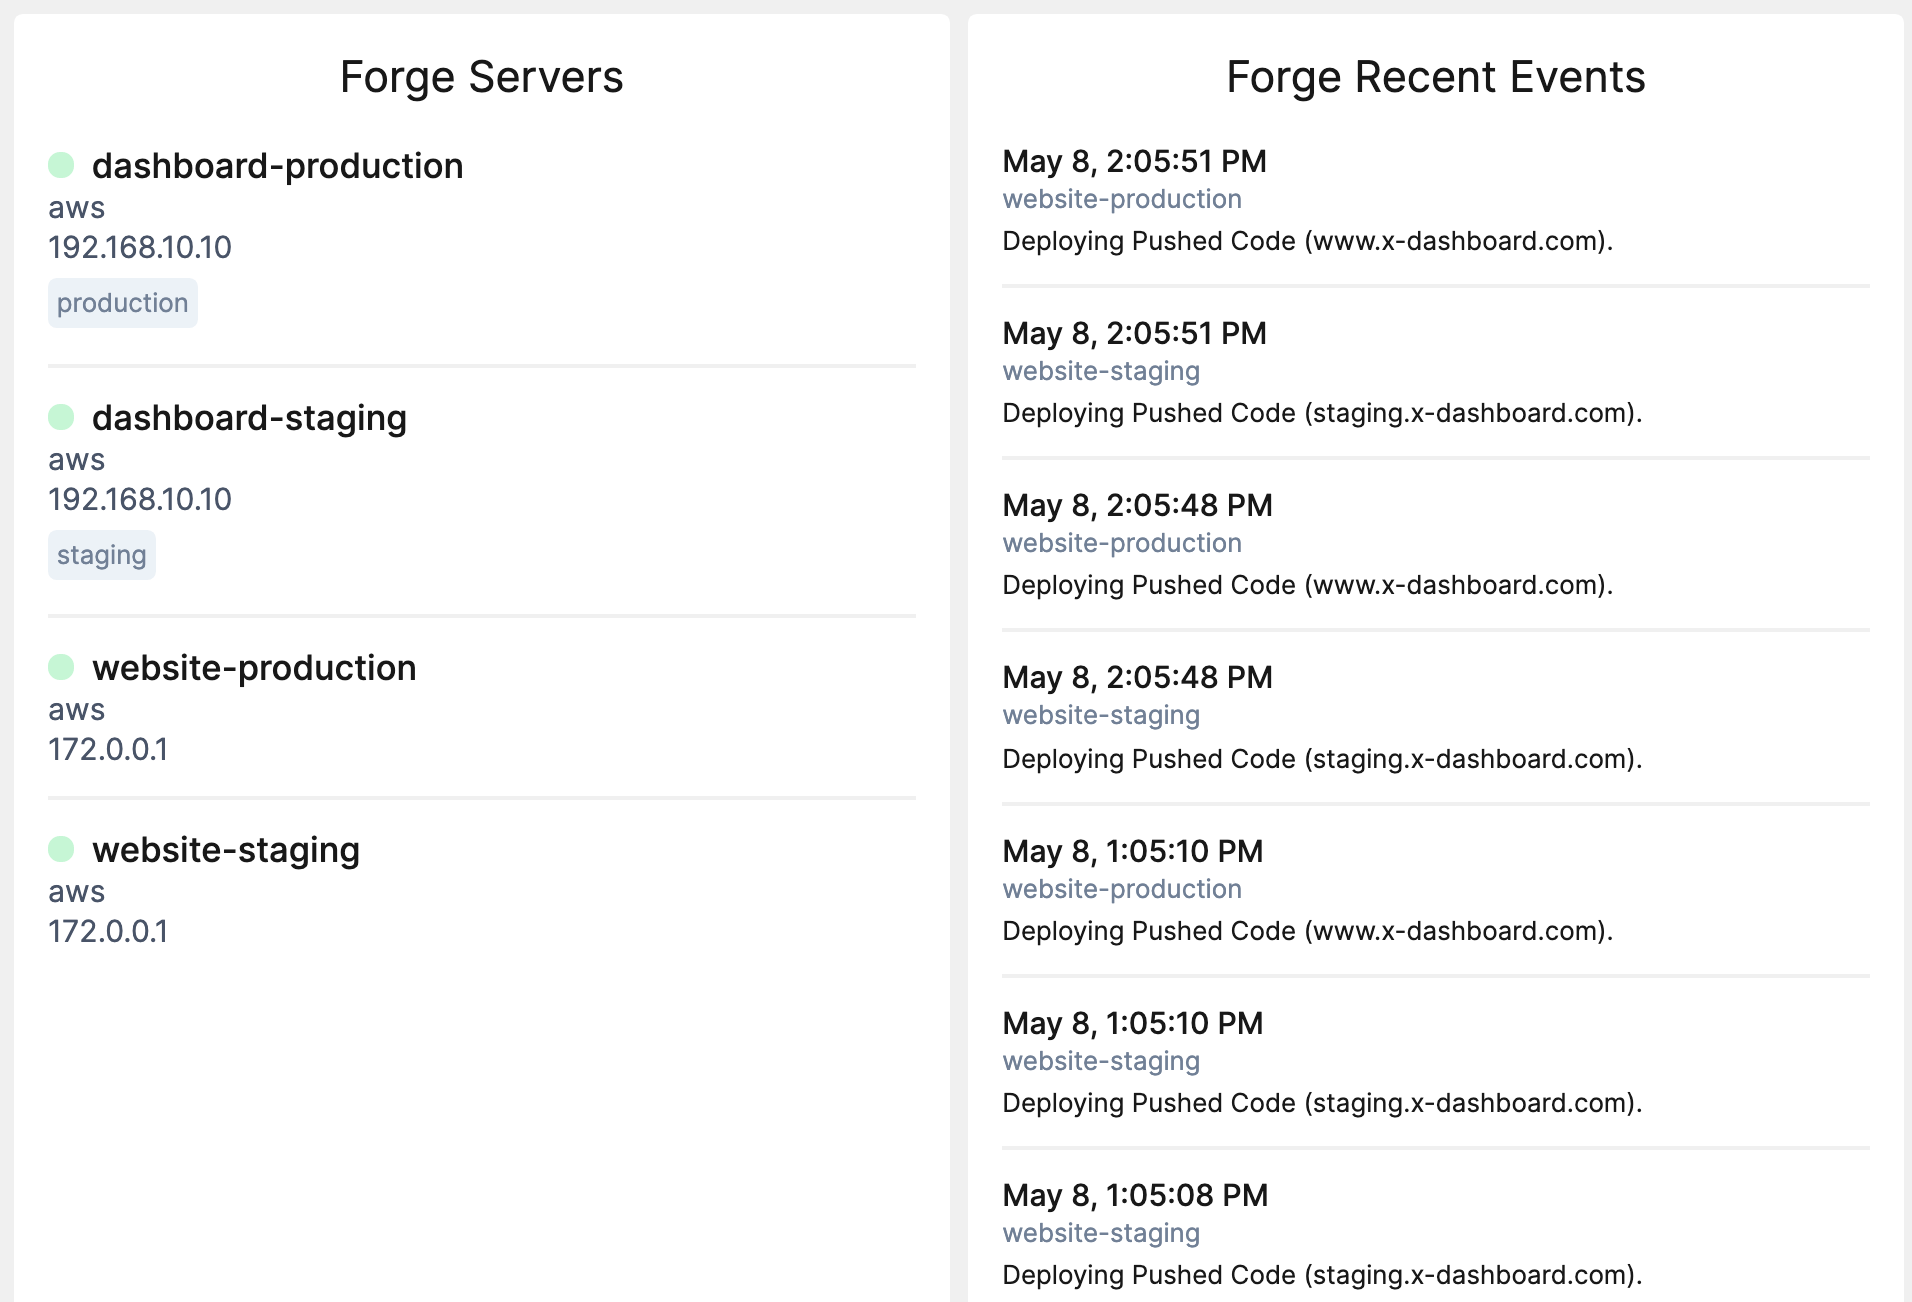 Forge Servers
dashboard-production
aws
192.168.10.10
production
dashboard-staging
aws
192.168.10.10
staging
website-production
aws
172.0.0.1
website-staging
aws
172.0.0.1
Forge Recent Events
May 8, 2:05:51 PM
website-production
Deploying Pushed Code (www.x-dashboard.com).
May 8, 2:05:51 PM
website-staging
Deploying Pushed Code (staging.x-dashboard.com).
May 8, 2:05:48 PM
website-production
Deploying Pushed Code (www.x-dashboard.com).
May 8, 2:05:48 PM
website-staging
Deploying Pushed Code (staging.x-dashboard.com).
May 8, 1:05:10 PM
website-production
Deploying Pushed Code (www.x-dashboard.com).
May 8, 1:05:10 PM
website-staging
Deploying Pushed Code (staging.x-dashboard.com).
May 8, 1:05:08 PM
website-staging
Deploying Pushed Code (staging.x-dashboard.com).